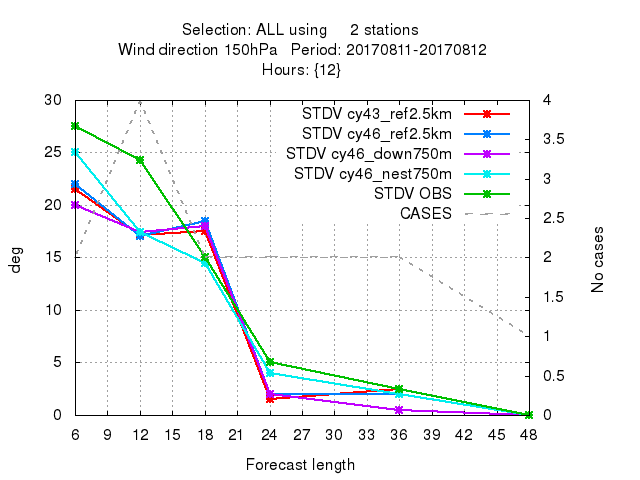 Selection: ALL using 2 stations
Wind direction 150hPa Period: 20170811-20170812
Hours: {12}
STDV cy43_ref2.5km
STDV cy46_ref2.5km
STDV cy46_down750m
STDV cy46_nest750m
STDV OBS
CASES
30
25
20
15
10
5
0
deg
4
3.5
3
2.5
2
1.5
1
0.5
0
No cases
6 9 12 15 18 21 24 27 30 33 36 39 42 45 48
Forecast length